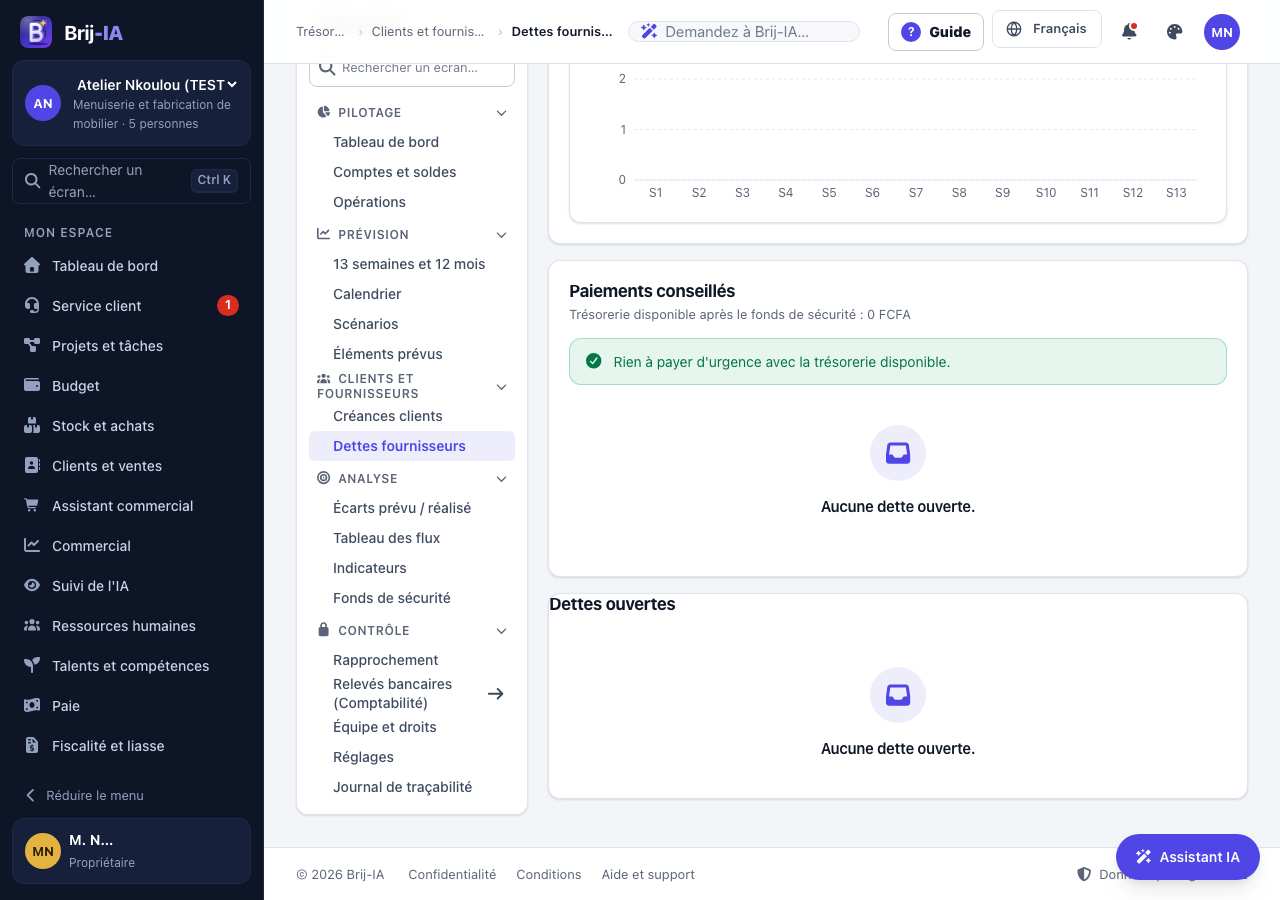 Brij-IA
AN
Atelier Nkoulou (TEST
Menuiserie et fabrication de
mobilier · 5 personnes
Rechercher un
écran...
Ctrl K
MON ESPACE
Tableau de bord
Service client
1
Projets et tâches
Budget
Stock et achats
Clients et ventes
Assistant commercial
Commercial
Suivi de l'IA
Ressources humaines
Talents et compétences
Paie
Fiscalité et liasse
Réduire le menu
MN
M. N...
Propriétaire
Trésor...
Clients et fournis...
Dettes fournis...
Demandez à Brij-IA...
? Guide
Français
MN
Rechercher un écran...
PILOTAGE
Tableau de bord
Comptes et soldes
Opérations
PRÉVISION
13 semaines et 12 mois
Calendrier
Scénarios
Éléments prévus
CLIENTS ET
FOURNISSEURS
Créances clients
Dettes fournisseurs
ANALYSE
Écarts prévu / réalisé
Tableau des flux
Indicateurs
Fonds de sécurité
CONTRÔLE
Rapprochement
Relevés bancaires
(Comptabilité)
Équipe et droits
Réglages
Journal de traçabilité
2
1
0
S1 S2 S3 S4 S5 S6 S7 S8 S9 S10 S11 S12 S13
Paiements conseillés
Trésorerie disponible après le fonds de sécurité : 0 FCFA
Rien à payer d'urgence avec la trésorerie disponible.
Aucune dette ouverte.
Dettes ouvertes
Aucune dette ouverte.
© 2026 Brij-IA
Confidentialité
Conditions
Aide et support
Assistant IA